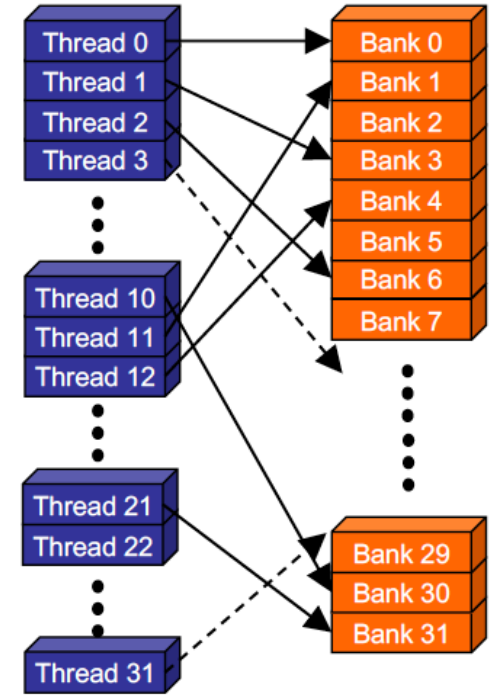 Thread 0
Thread 1
Thread 2
Thread 3
Thread 10
Thread 11
Thread 12
Thread 21
Thread 22
Thread 31
Bank 0
Bank 1
Bank 2
Bank 3
Bank 4
Bank 5
Bank 6
Bank 7
Bank 29
Bank 30
Bank 31